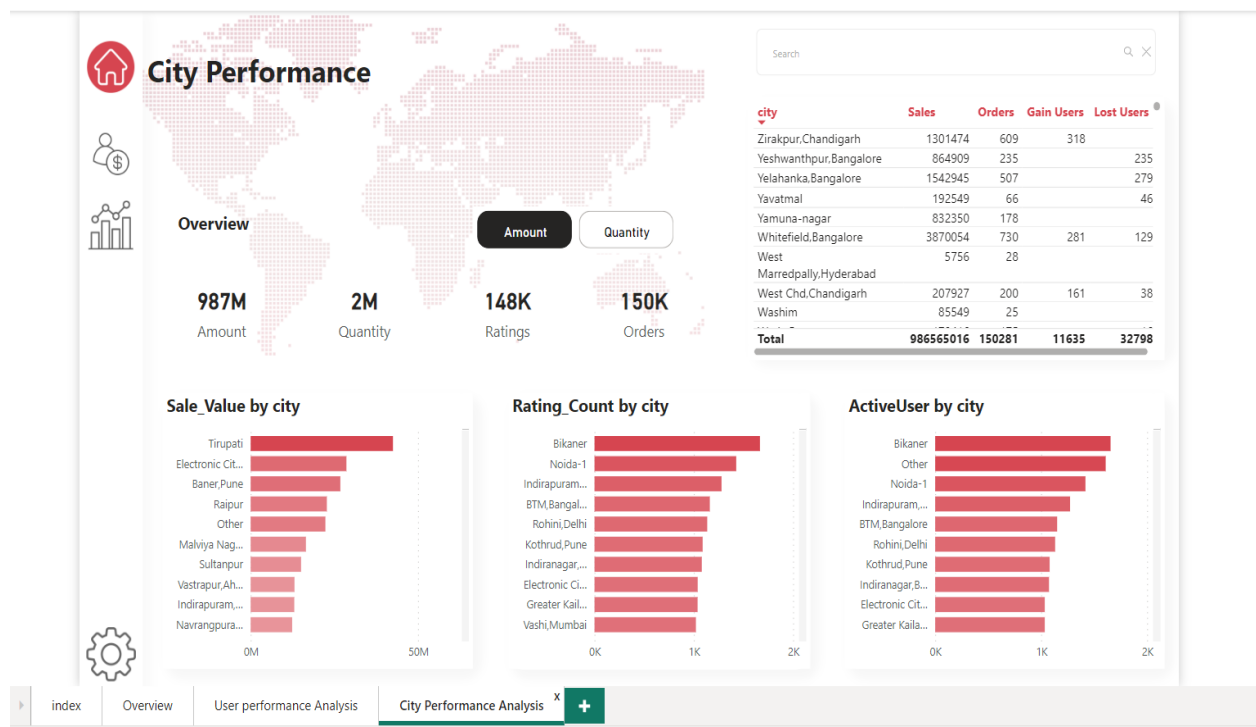 City Performance
Search
city Sales Orders Gain Users Lost Users
Zirakpur,Chandigarh 1301474 609 318
Yeshwanthpur,Bangalore 864909 235 235
Yelahanka,Bangalore 1542945 507 279
Yavatmal 192549 66 46
Yamuna-nagar 832350 178
Whitefield,Bangalore 3870054 730 281 129
West 5756 28
Marredpally,Hyderabad
West Chd,Chandigarh 207927 200 161 38
Washim 85549 25
Total 986565016 150281 11635 32798
Overview
Amount Quantity
987M 2M 148K 150K
Amount Quantity Ratings Orders
Sale_Value by city
Tirupati
Electronic Cit...
Baner,Pune
Raipur
Other
Malviya Nag...
Sultanpur
Vastrapur,Ah...
Indirapuram,...
Navrangpura...
0M 50M
Rating_Count by city
Bikaner
Noida-1
Indirapuram...
BTM,Bangal...
Rohini,Delhi
Kothrud,Pune
Indiranagar,...
Electronic Ci...
Greater Kail...
Vashi,Mumbai
0K 1K 2K
ActiveUser by city
Bikaner
Other
Noida-1
Indirapuram,...
BTM,Bangalore
Rohini,Delhi
Kothrud,Pune
Indiranagar,B...
Electronic Cit...
Greater Kaila...
0K 1K 2K
index Overview User performance Analysis City Performance Analysis x +